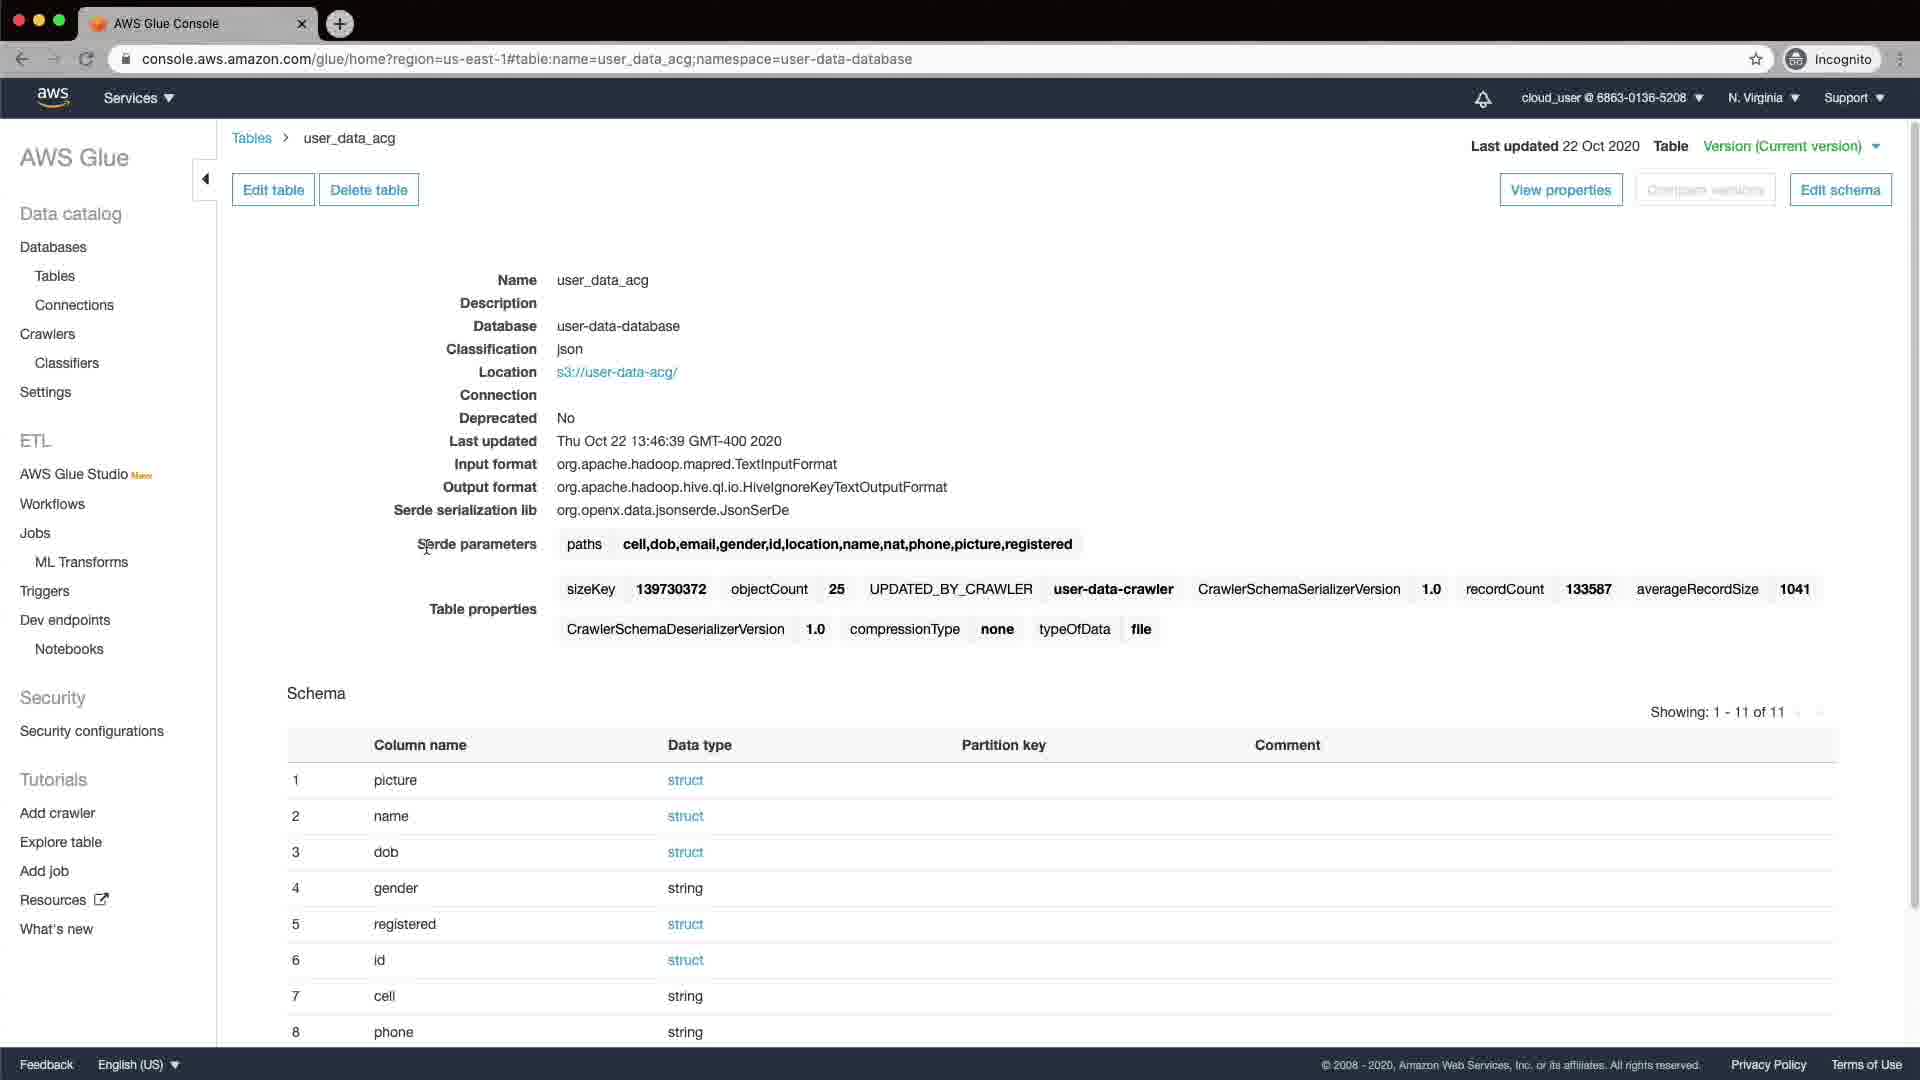 AWS Glue Console
console.aws.amazon.com/glue/home?region=us-east-1#table:name=user_data_acg;namespace=user-data-database
Incognito
aws
Services
cloud_user @ 6863-0136-5208
N. Virginia
Support
AWS Glue
Data catalog
Databases
Tables
Connections
Crawlers
Classifiers
Settings
ETL
AWS Glue Studio New
Workflows
Jobs
ML Transforms
Triggers
Dev endpoints
Notebooks
Security
Security configurations
Tutorials
Add crawler
Explore table
Add job
Resources
What's new
Tables > user_data_acg
Last updated 22 Oct 2020 Table Version (Current version)
Edit table Delete table
View properties Compare versions Edit schema
Name user_data_acg
Description
Database user-data-database
Classification json
Location s3://user-data-acg/
Connection
Deprecated No
Last updated Thu Oct 22 13:46:39 GMT-400 2020
Input format org.apache.hadoop.mapred.TextInputFormat
Output format org.apache.hadoop.hive.ql.io.HiveIgnoreKeyTextOutputFormat
Serde serialization lib org.openx.data.jsonserde.JsonSerDe
Serde parameters paths cell,dob,email,gender,id,location,name,nat,phone,picture,registered
Table properties
sizeKey 139730372 objectCount 25 UPDATED_BY_CRAWLER user-data-crawler CrawlerSchemaSerializerVersion 1.0 recordCount 133587 averageRecordSize 1041
CrawlerSchemaDeserializerVersion 1.0 compressionType none typeOfData file
Schema
Showing: 1 - 11 of 11
Column name Data type Partition key Comment
1 picture struct
2 name struct
3 dob struct
4 gender string
5 registered struct
6 id struct
7 cell string
8 phone string
Feedback English (US)
© 2008 - 2020, Amazon Web Services, Inc. or its affiliates. All rights reserved. Privacy Policy Terms of Use